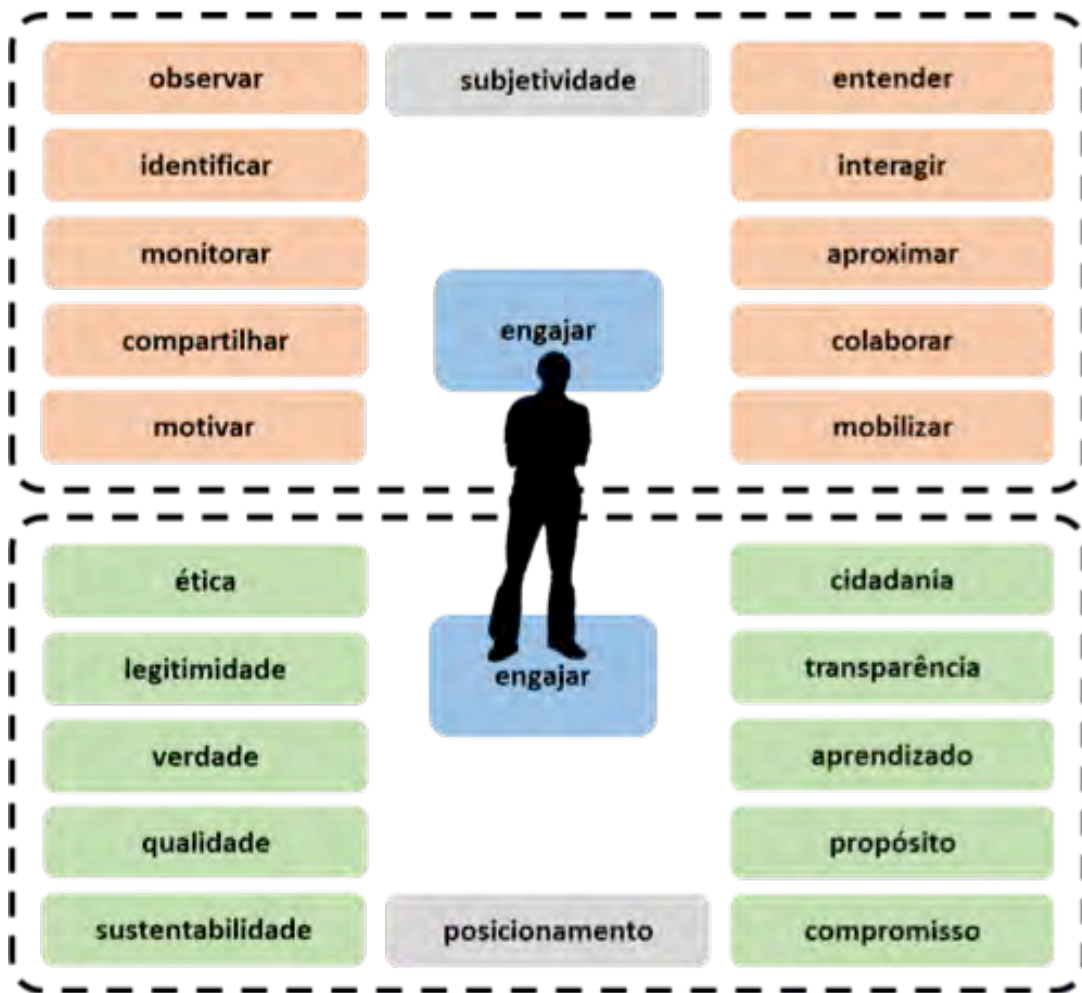 observar
subjetividade
entender
identificar
interagir
monitorar
aproximar
engajar
compartilhar
colaborar
motivar
mobilizar
ética
cidadania
legitimidade
transparência
engajar
verdade
aprendizado
qualidade
propósito
sustentabilidade
posicionamento
compromisso